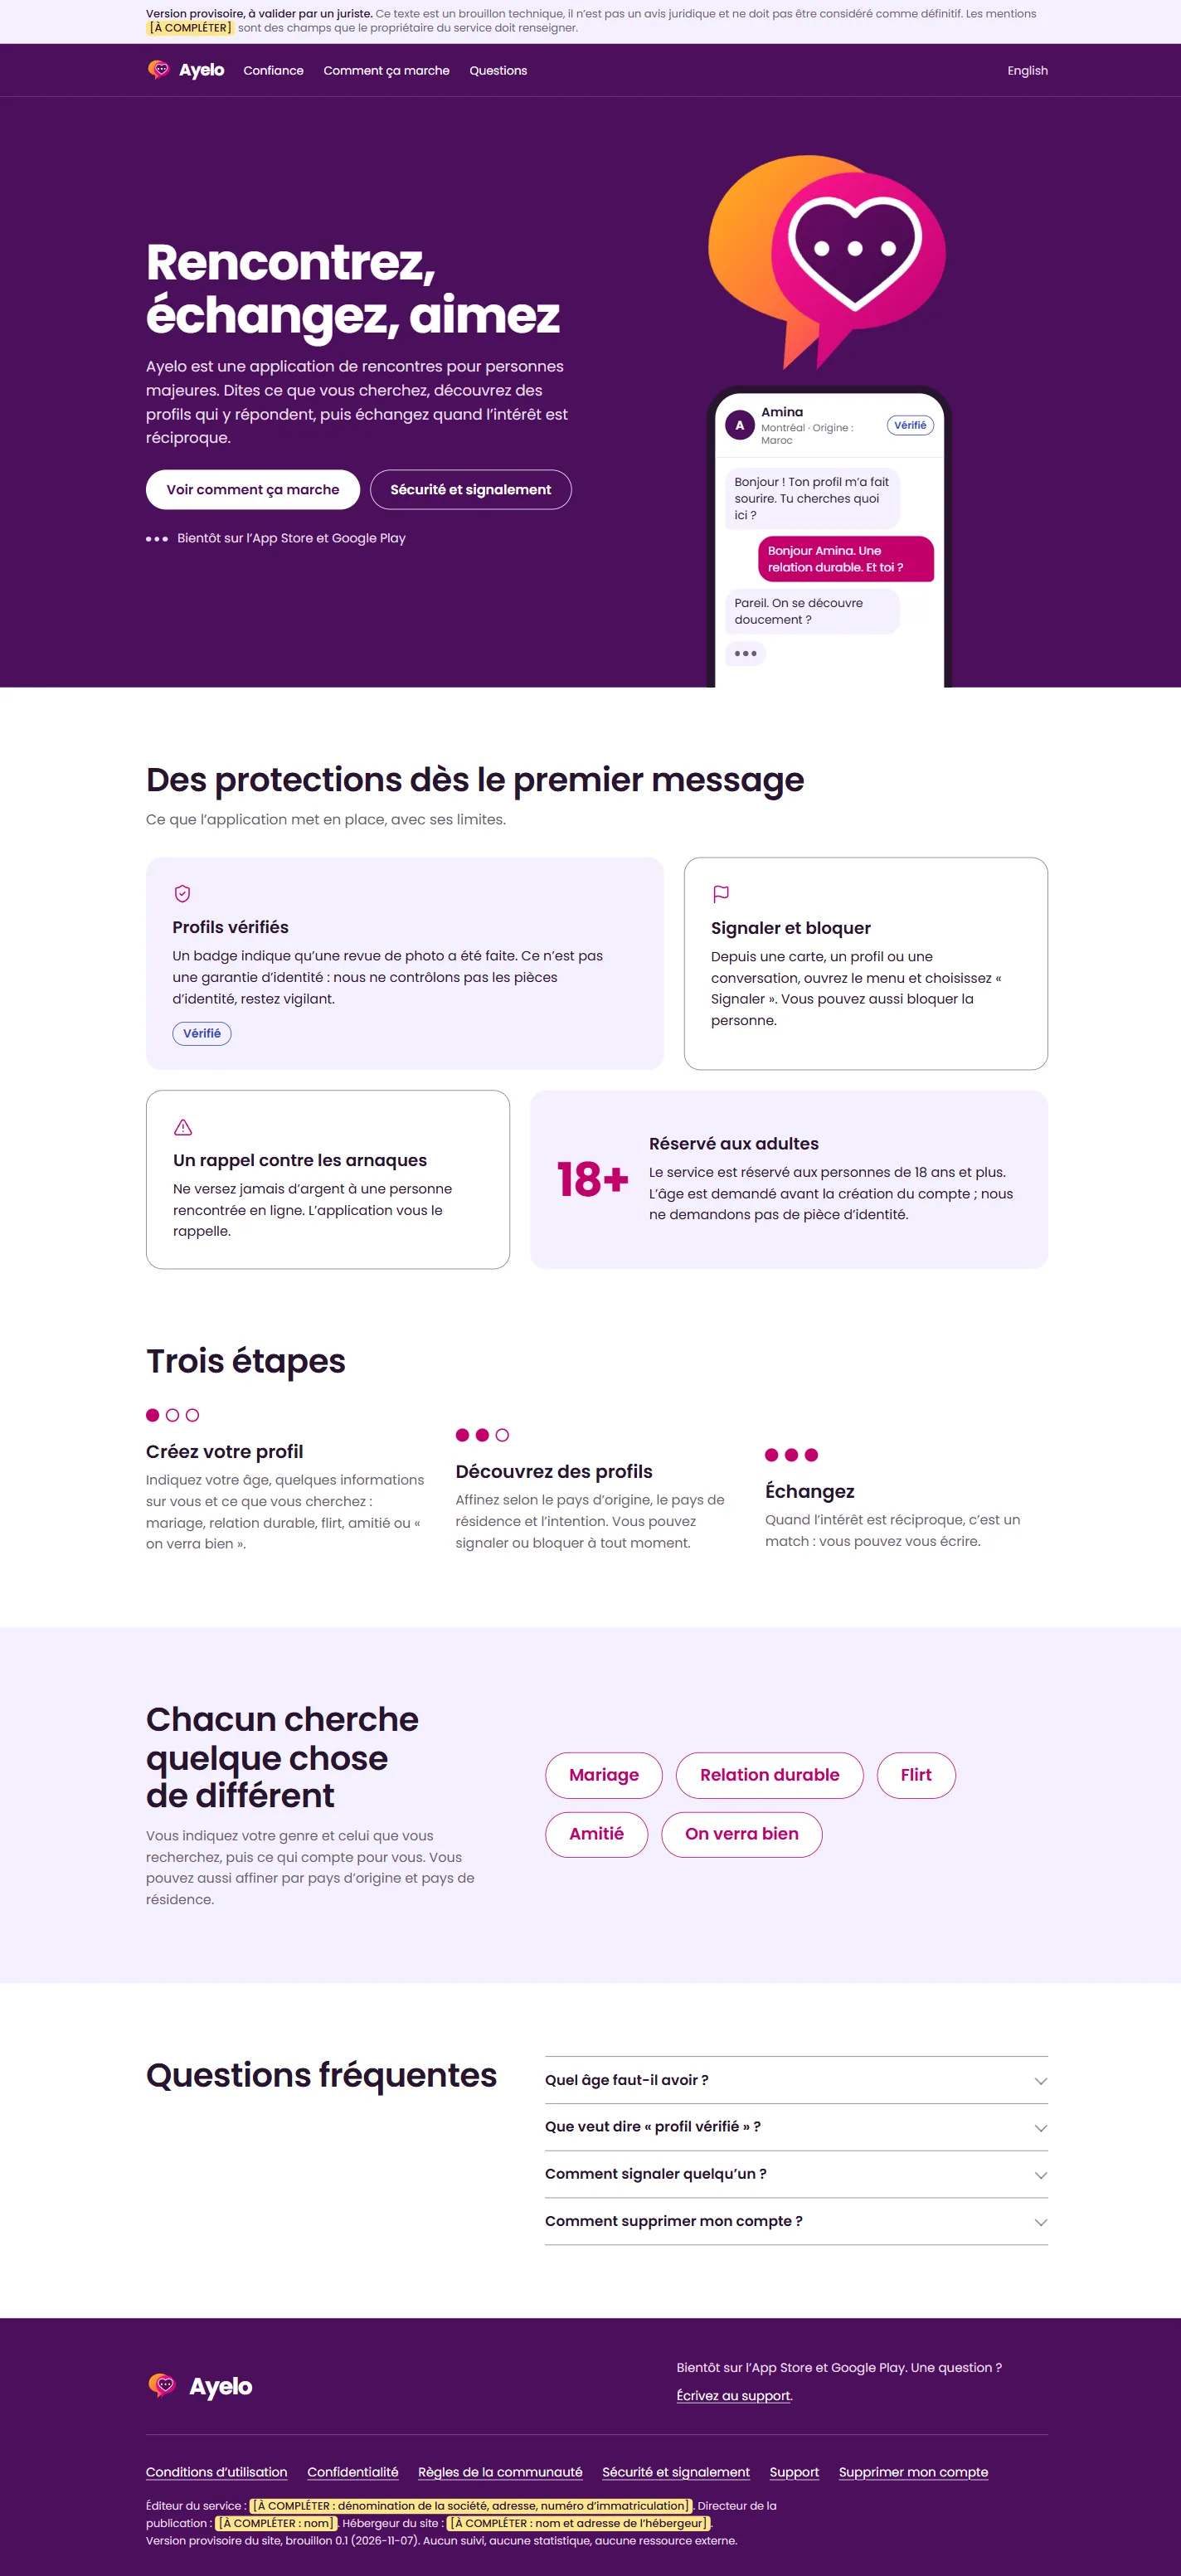 Version provisoire, à valider par un juriste. Ce texte est un brouillon technique, il n’est pas un avis juridique et ne doit pas être considéré comme définitif. Les mentions
[À COMPLÉTER] sont des champs que le propriétaire du service doit renseigner.
Ayelo Confiance Comment ça marche Questions English
Rencontrez,
échangez, aimez
Ayelo est une application de rencontres pour personnes
majeures. Dites ce que vous cherchez, découvrez des
profils qui y répondent, puis échangez quand l’intérêt est
réciproque.
Voir comment ça marche
Sécurité et signalement
Bientôt sur l’App Store et Google Play
A
Amina
Montréal · Origine :
Maroc
Vérifié
Bonjour ! Ton profil m’a fait
sourire. Tu cherches quoi
ici ?
Bonjour Amina. Une
relation durable. Et toi ?
Pareil. On se découvre
doucement ?
Des protections dès le premier message
Ce que l’application met en place, avec ses limites.
Profils vérifiés
Un badge indique qu’une revue de photo a été faite. Ce n’est pas
une garantie d’identité : nous ne contrôlons pas les pièces
d’identité, restez vigilant.
Vérifié
Signaler et bloquer
Depuis une carte, un profil ou une
conversation, ouvrez le menu et choisissez «
Signaler ». Vous pouvez aussi bloquer la
personne.
Un rappel contre les arnaques
Ne versez jamais d’argent à une personne
rencontrée en ligne. L’application vous le
rappelle.
18+
Réservé aux adultes
Le service est réservé aux personnes de 18 ans et plus.
L’âge est demandé avant la création du compte ; nous
ne demandons pas de pièce d’identité.
Trois étapes
Créez votre profil
Indiquez votre âge, quelques informations
sur vous et ce que vous cherchez :
mariage, relation durable, flirt, amitié ou «
on verra bien ».
Découvrez des profils
Affinez selon le pays d’origine, le pays de
résidence et l’intention. Vous pouvez
signaler ou bloquer à tout moment.
Échangez
Quand l’intérêt est réciproque, c’est un
match : vous pouvez vous écrire.
Chacun cherche
quelque chose
de différent
Vous indiquez votre genre et celui que vous
recherchez, puis ce qui compte pour vous. Vous
pouvez aussi affiner par pays d’origine et pays de
résidence.
Mariage
Relation durable
Flirt
Amitié
On verra bien
Questions fréquentes
Quel âge faut-il avoir ?
Que veut dire « profil vérifié » ?
Comment signaler quelqu’un ?
Comment supprimer mon compte ?
Ayelo
Bientôt sur l’App Store et Google Play. Une question ?
Écrivez au support.
Conditions d’utilisation Confidentialité Règles de la communauté Sécurité et signalement Support Supprimer mon compte
Éditeur du service : [À COMPLÉTER : dénomination de la société, adresse, numéro d’immatriculation]. Directeur de la
publication : [À COMPLÉTER : nom]. Hébergeur du site : [À COMPLÉTER : nom et adresse de l’hébergeur].
Version provisoire du site, brouillon 0.1 (2026-11-07). Aucun suivi, aucune statistique, aucune ressource externe.